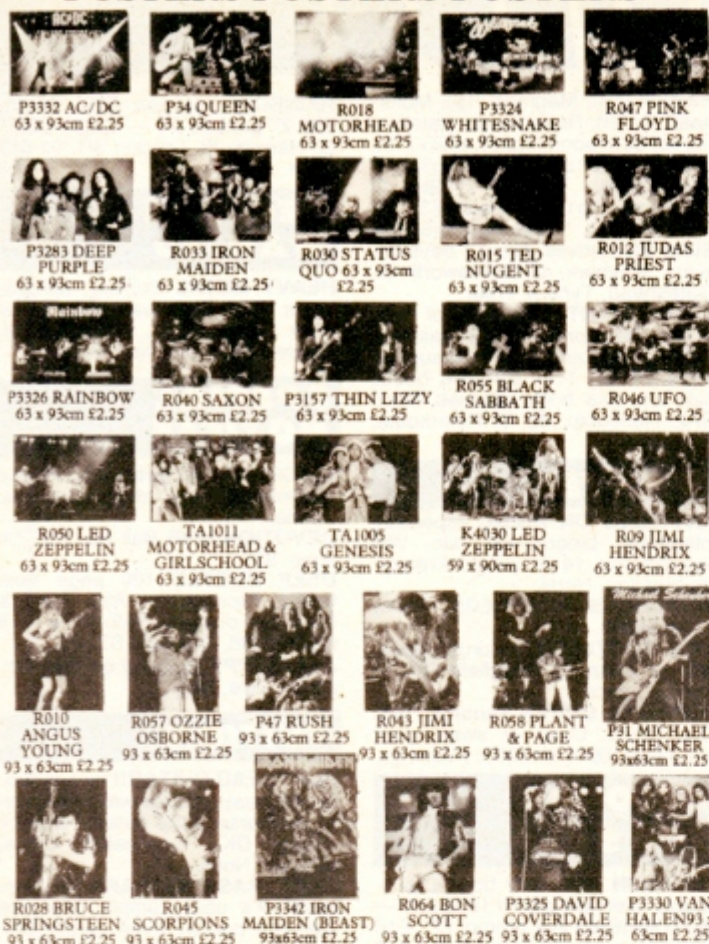 AC/DC
Whitesnake
P3332 AC/DC
63 x 93cm £2.25
P34 QUEEN
63 x 93cm £2.25
R018
MOTORHEAD
63 x 93cm £2.25
P3324
WHITESNAKE
63 x 93cm £2.25
R047 PINK
FLOYD
63 x 93cm £2.25
P3283 DEEP
PURPLE
63 x 93cm £2.25
R033 IRON
MAIDEN
63 x 93cm £2.25
R030 STATUS
QUO 63 x 93cm
£2.25
R015 TED
NUGENT
63 x 93cm £2.25
R012 JUDAS
PRIEST
63 x 93cm £2.25
Rainbow
P3326 RAINBOW
63 x 93cm £2.25
R040 SAXON
63 x 93cm £2.25
P3157 THIN LIZZY
63 x 93cm £2.25
R055 BLACK
SABBATH
63 x 93cm £2.25
R046 UFO
63 x 93cm £2.25
R050 LED
ZEPPELIN
63 x 93cm £2.25
TA1011
MOTORHEAD &
GIRLSCHOOL
63 x 93cm £2.25
TA1005
GENESIS
63 x 93cm £2.25
K4030 LED
ZEPPELIN
59 x 90cm £2.25
R09 JIMI
HENDRIX
63 x 93cm £2.25
Michael Schenker
R010
ANGUS
YOUNG
93 x 63cm £2.25
R057 OZZIE
OSBORNE
93 x 63cm £2.25
P47 RUSH
93 x 63cm £2.25
R043 JIMI
HENDRIX
93 x 63cm £2.25
R058 PLANT
& PAGE
93 x 63cm £2.25
P31 MICHAEL
SCHENKER
93x63cm £2.25
IRON MAIDEN
R028 BRUCE
SPRINGSTEEN
93 x 63cm £2.25
R045
SCORPIONS
93 x 63cm £2.25
P3342 IRON
MAIDEN (BEAST)
93x63cm £2.25
R064 BON
SCOTT
93 x 63cm £2.25
P3325 DAVID
COVERDALE
93 x 63cm £2.25
P3330 VAN
HALEN93 x
63cm £2.25